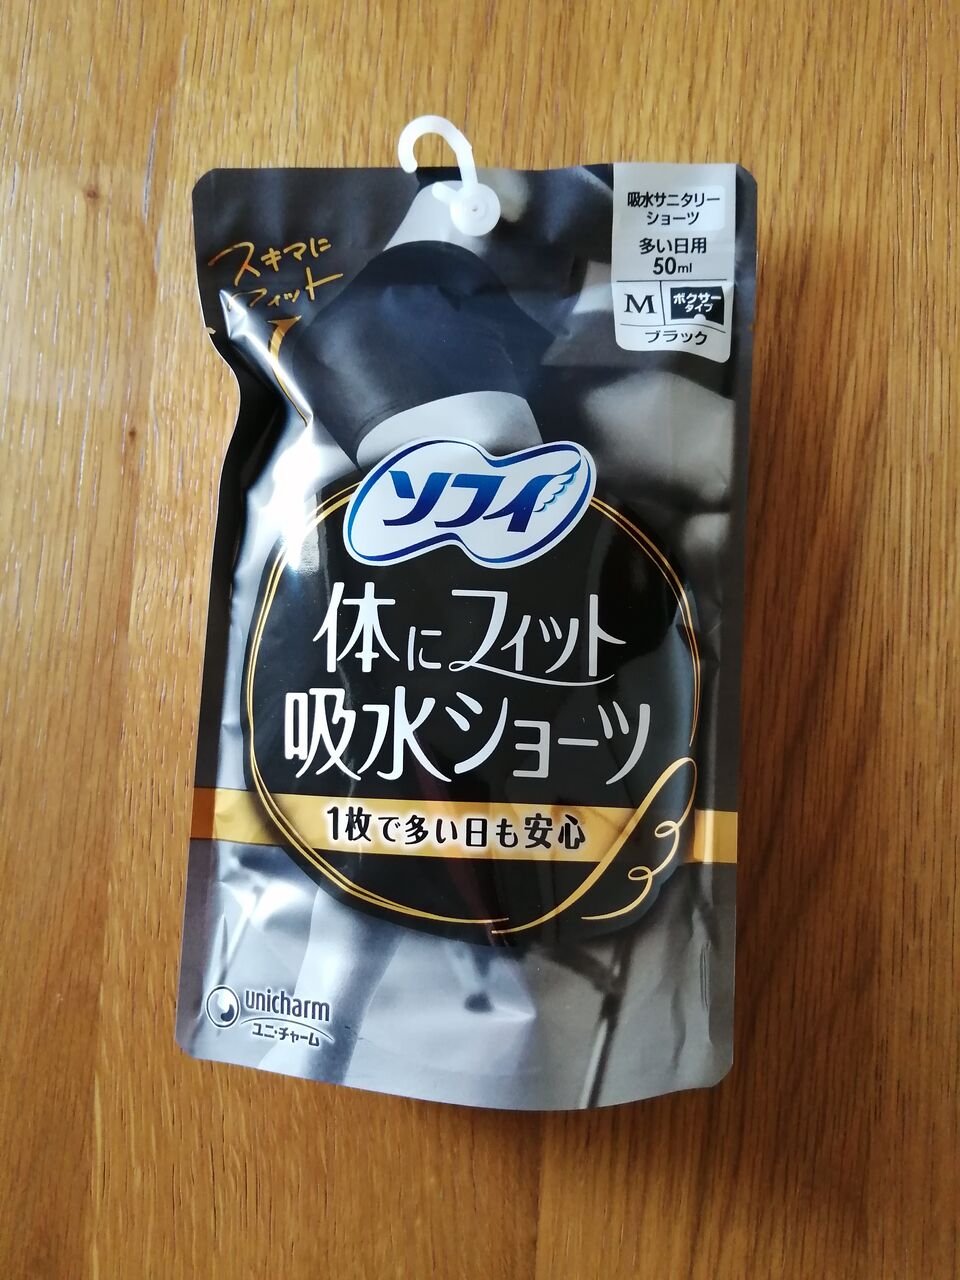 スキマに
フィット
吸水サニタリー
ショーツ
多い日用
50ml
M
ボクサー
タイプ
ブラック
ソフィ
体にフィット
吸水ショーツ
1枚で多い日も安心
unicharm
ユニ・チャーム